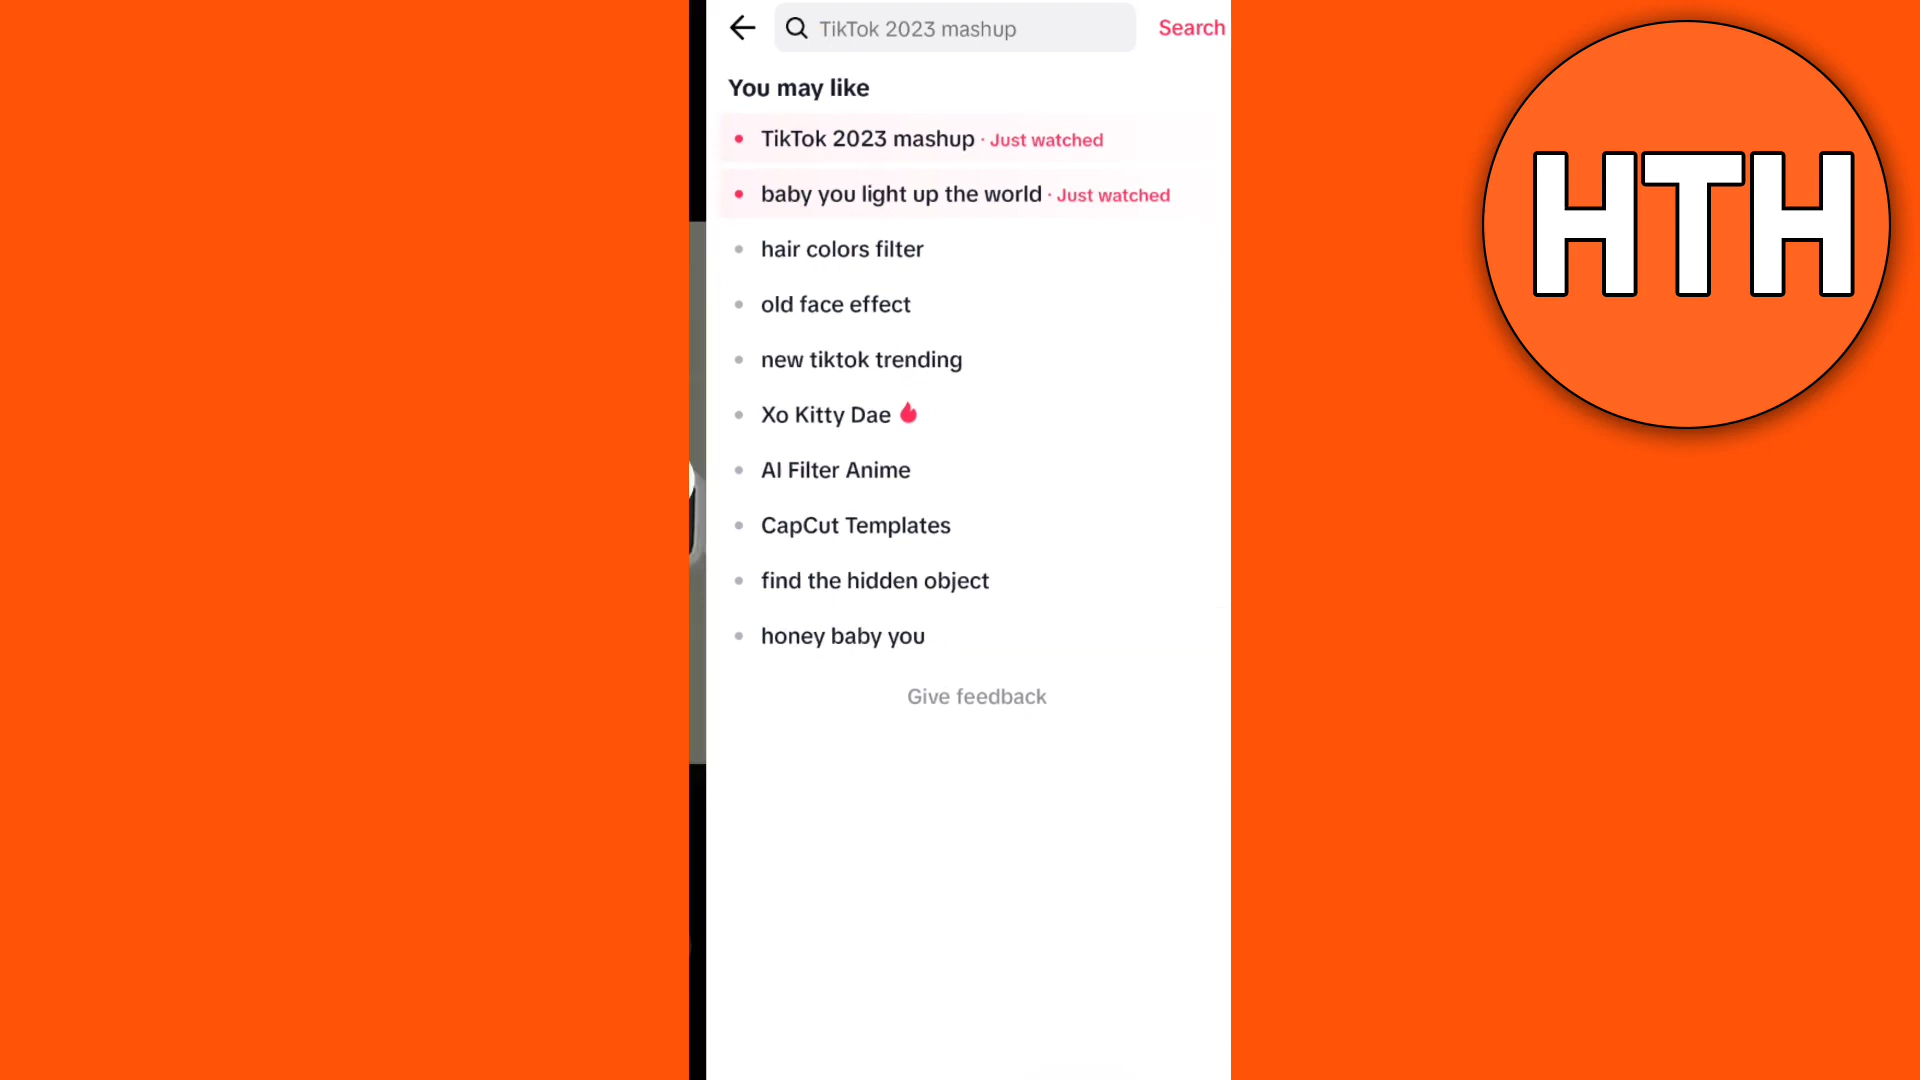 TikTok 2023 mashup Search
You may like
TikTok 2023 mashup · Just watched
baby you light up the world · Just watched
hair colors filter
old face effect
new tiktok trending
Xo Kitty Dae
AI Filter Anime
CapCut Templates
find the hidden object
honey baby you
Give feedback
HTH